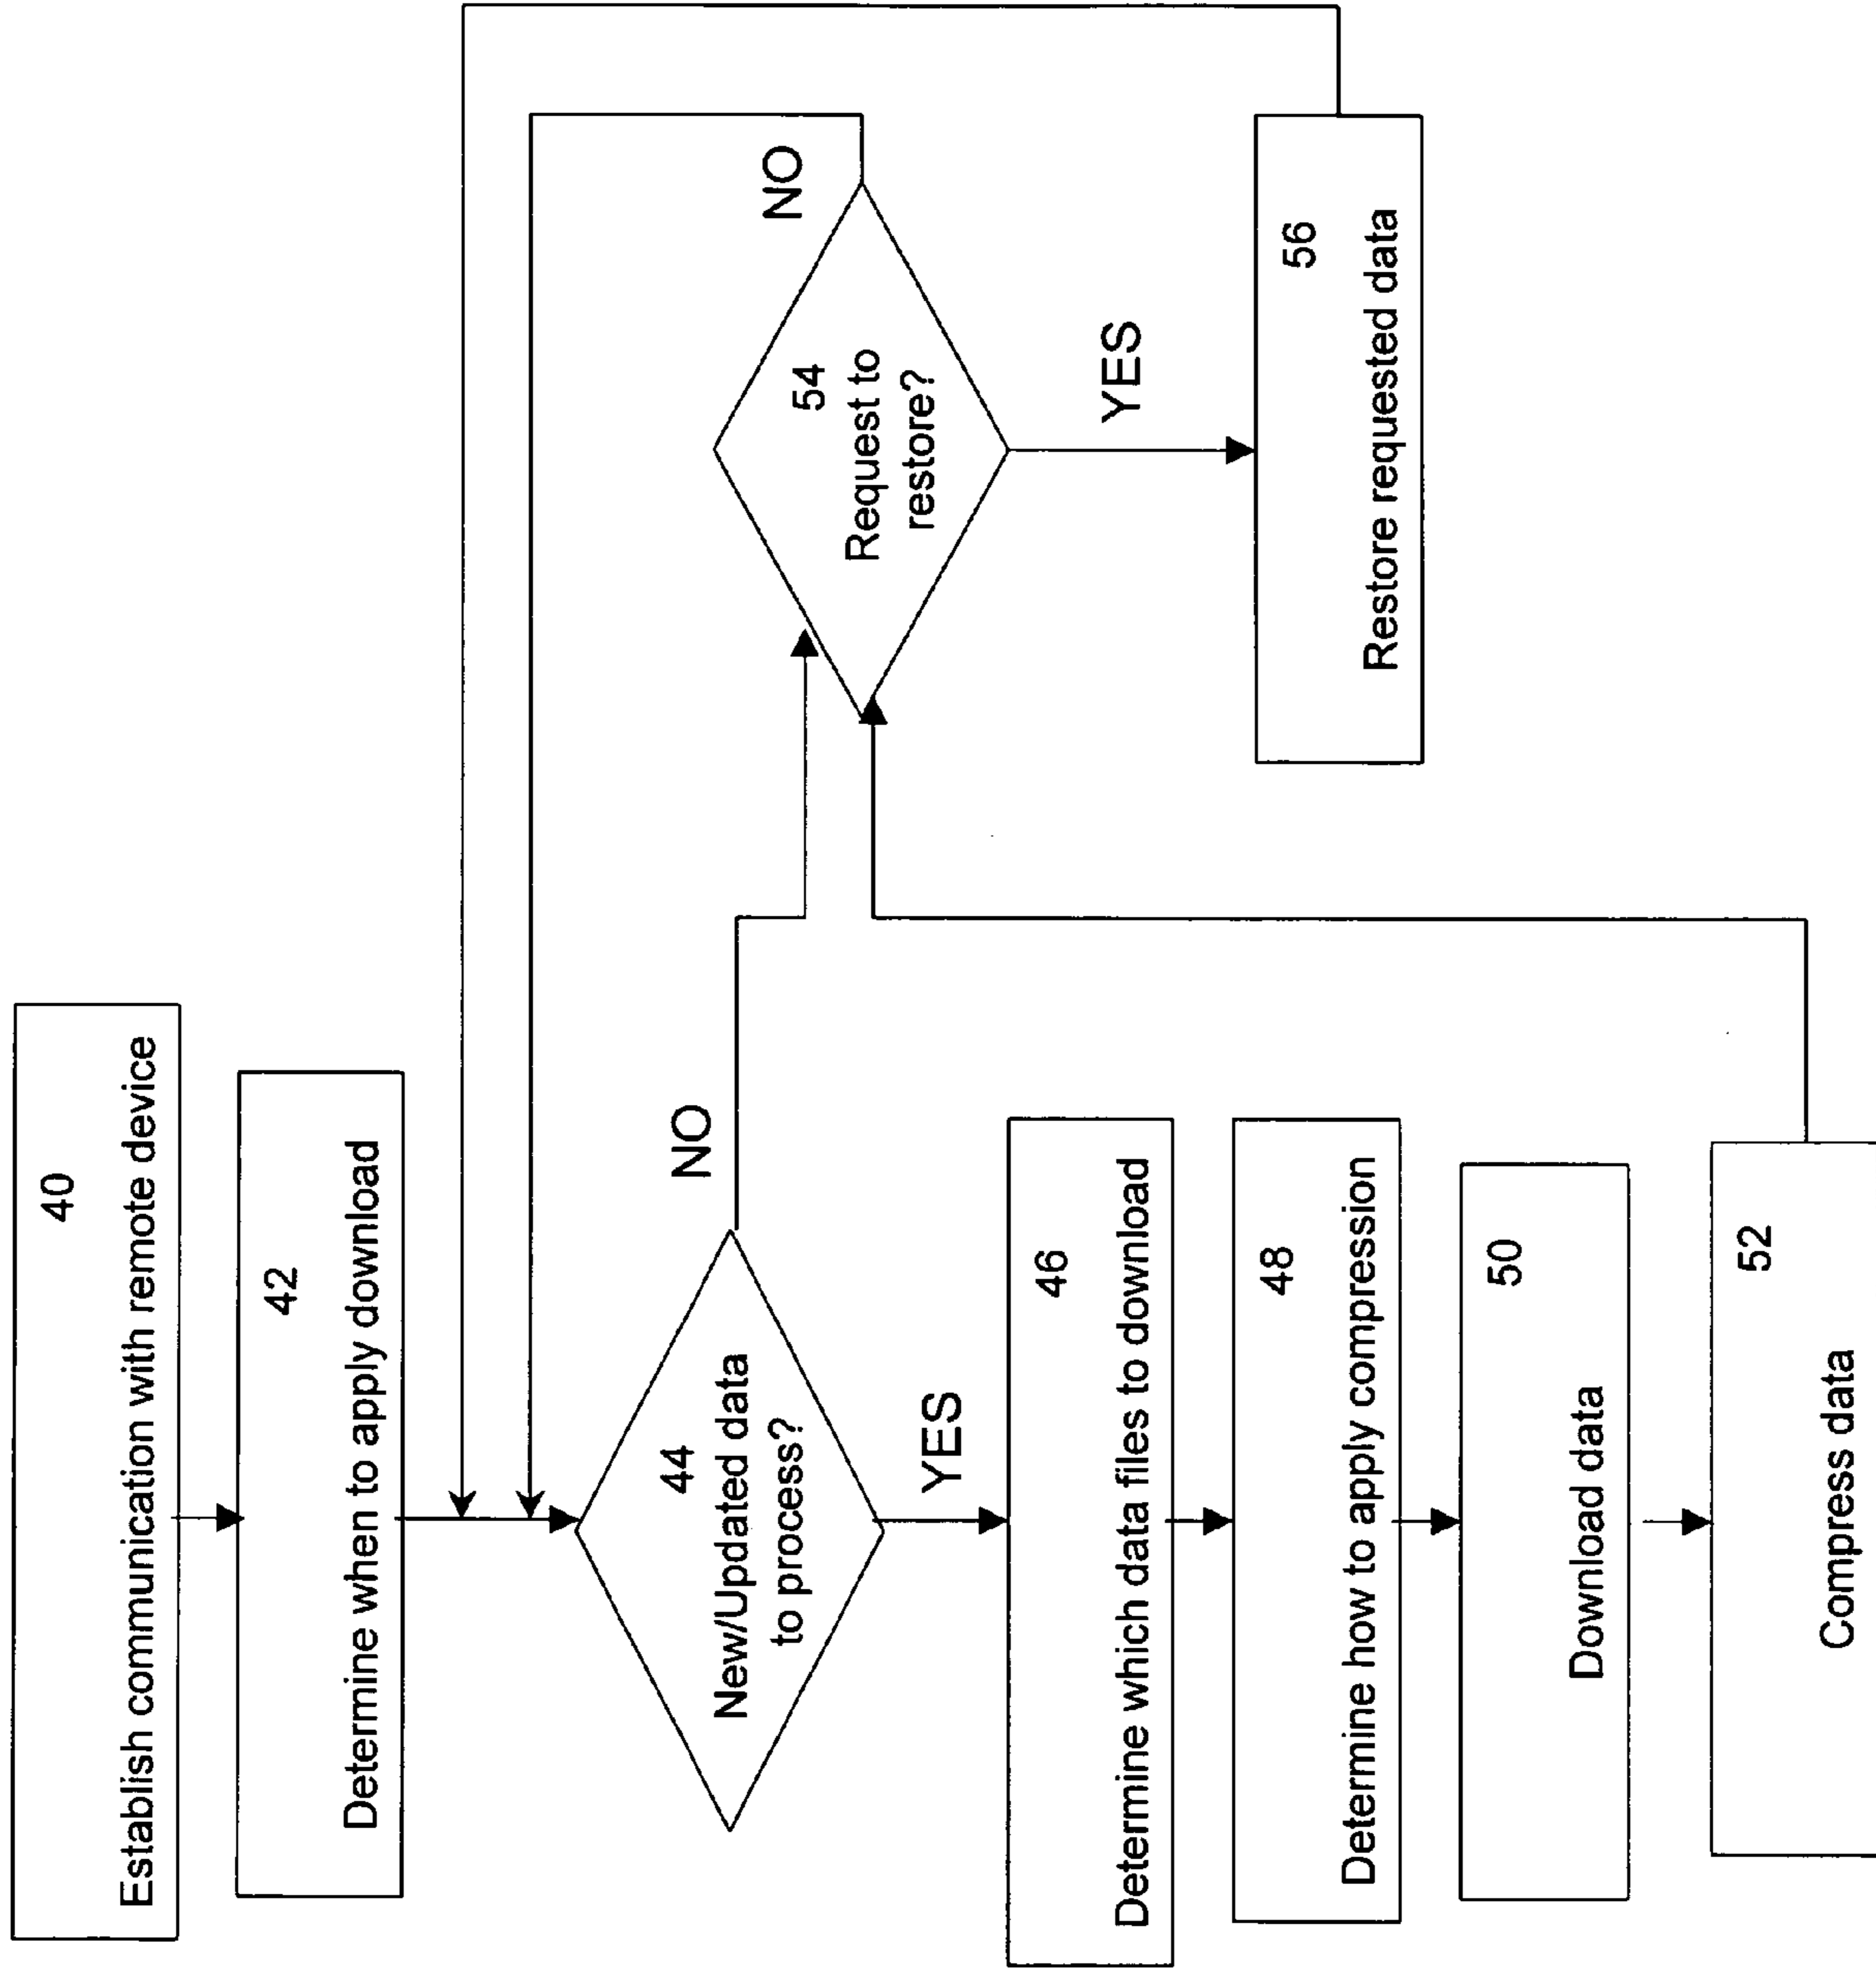 40
Establish communication with remote device
42
Determine when to apply download
44
New/Updated data
to process?
NO
YES
46
Determine which data files to download
48
Determine how to apply compression
50
Download data
52
Compress data
54
Request to
restore?
NO
YES
56
Restore requested data